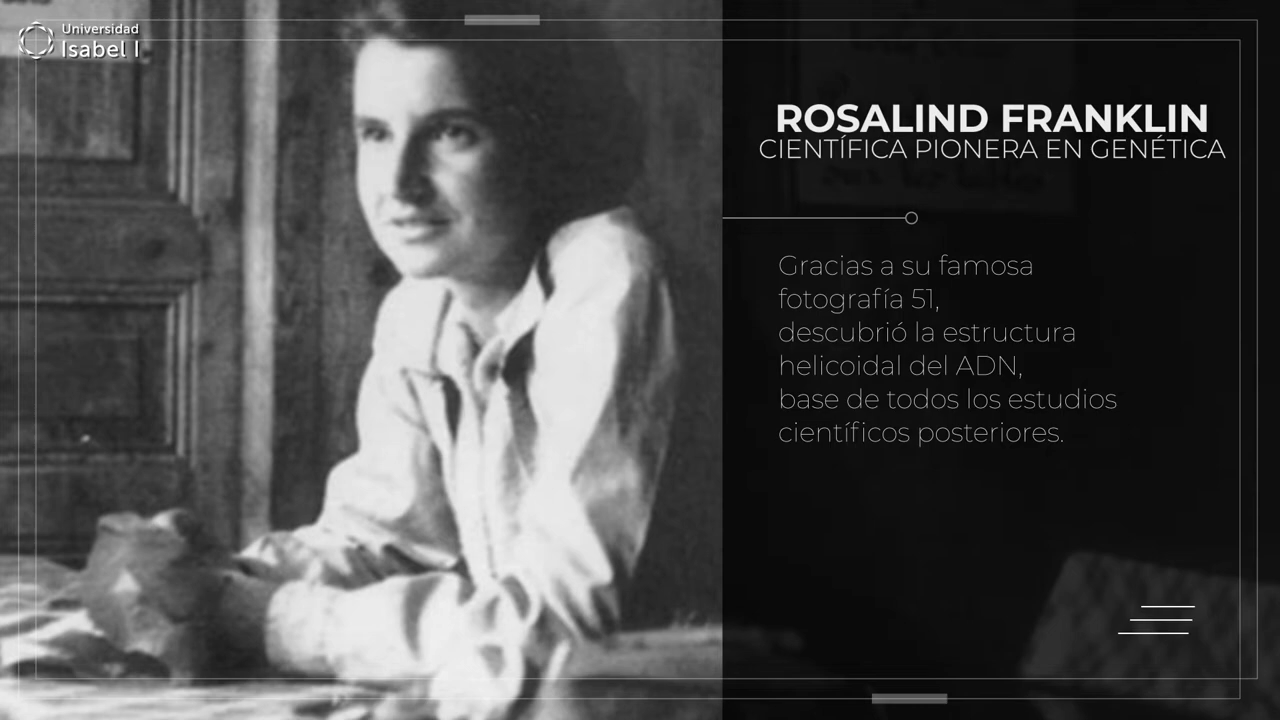 Universidad
Isabel I.
ROSALIND FRANKLIN
CIENTÍFICA PIONERA EN GENÉTICA
Gracias a su famosa
fotografía 51,
descubrió la estructura
helicoidal del ADN,
base de todos los estudios
científicos posteriores.